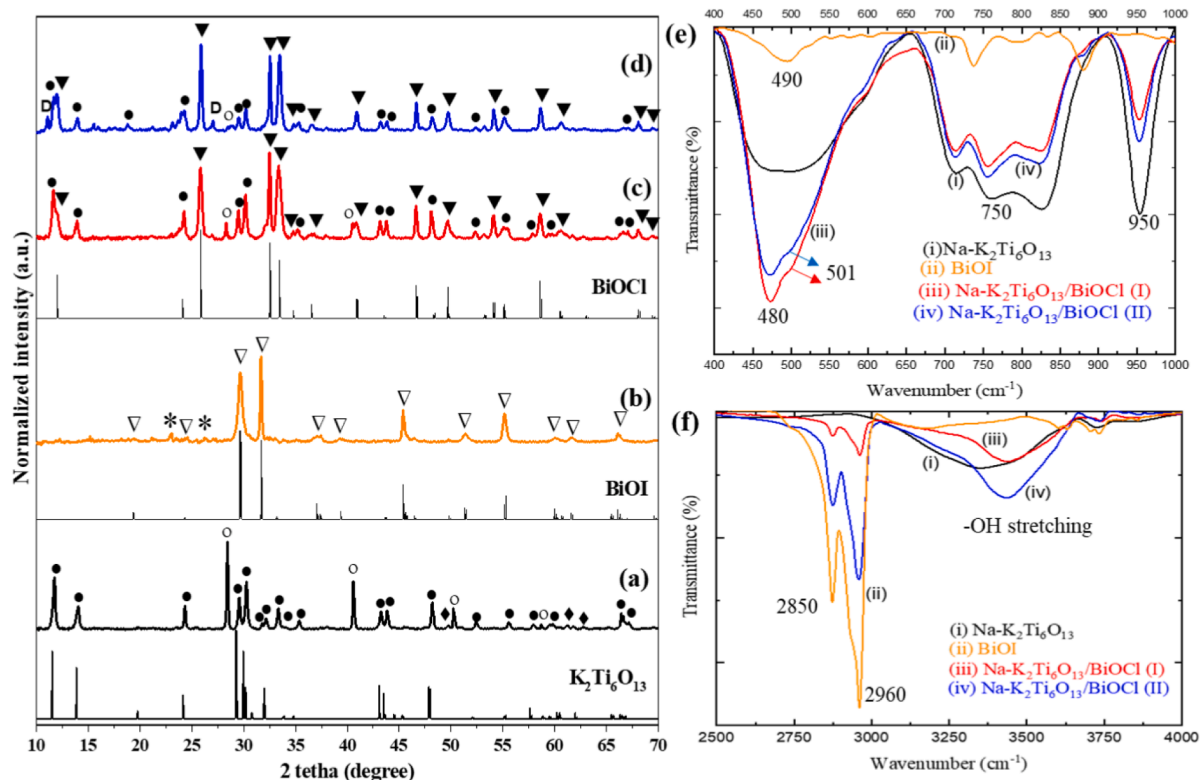 (d)
D
D
(c)
BiOCl
(b)
* *
BiOI
(a)
K₂Ti₆O₁₃
10 15 20 25 30 35 40 45 50 55 60 65 70
2 tetha (degree)
Normalized intensity (a.u.)
400 450 500 550 600 650 700 750 800 850 900 950 1000
(e)
(ii)
490
(i)
(iv)
(iii)
750
950
501
480
(i)Na-K₂Ti₆O₁₃
(ii) BiOI
(iii) Na-K₂Ti₆O₁₃/BiOCl (I)
(iv) Na-K₂Ti₆O₁₃/BiOCl (II)
Transmittance (%)
400 450 500 550 600 650 700 750 800 850 900 950 1000
Wavenumber (cm⁻¹)
(f)
(iii)
(i)
(iv)
-OH stretching
(ii)
2850
2960
(i) Na-K₂Ti₆O₁₃
(ii) BiOI
(iii) Na-K₂Ti₆O₁₃/BiOCl (I)
(iv) Na-K₂Ti₆O₁₃/BiOCl (II)
Transmittance (%)
2500 2750 3000 3250 3500 3750 4000
Wavenumber (cm⁻¹)